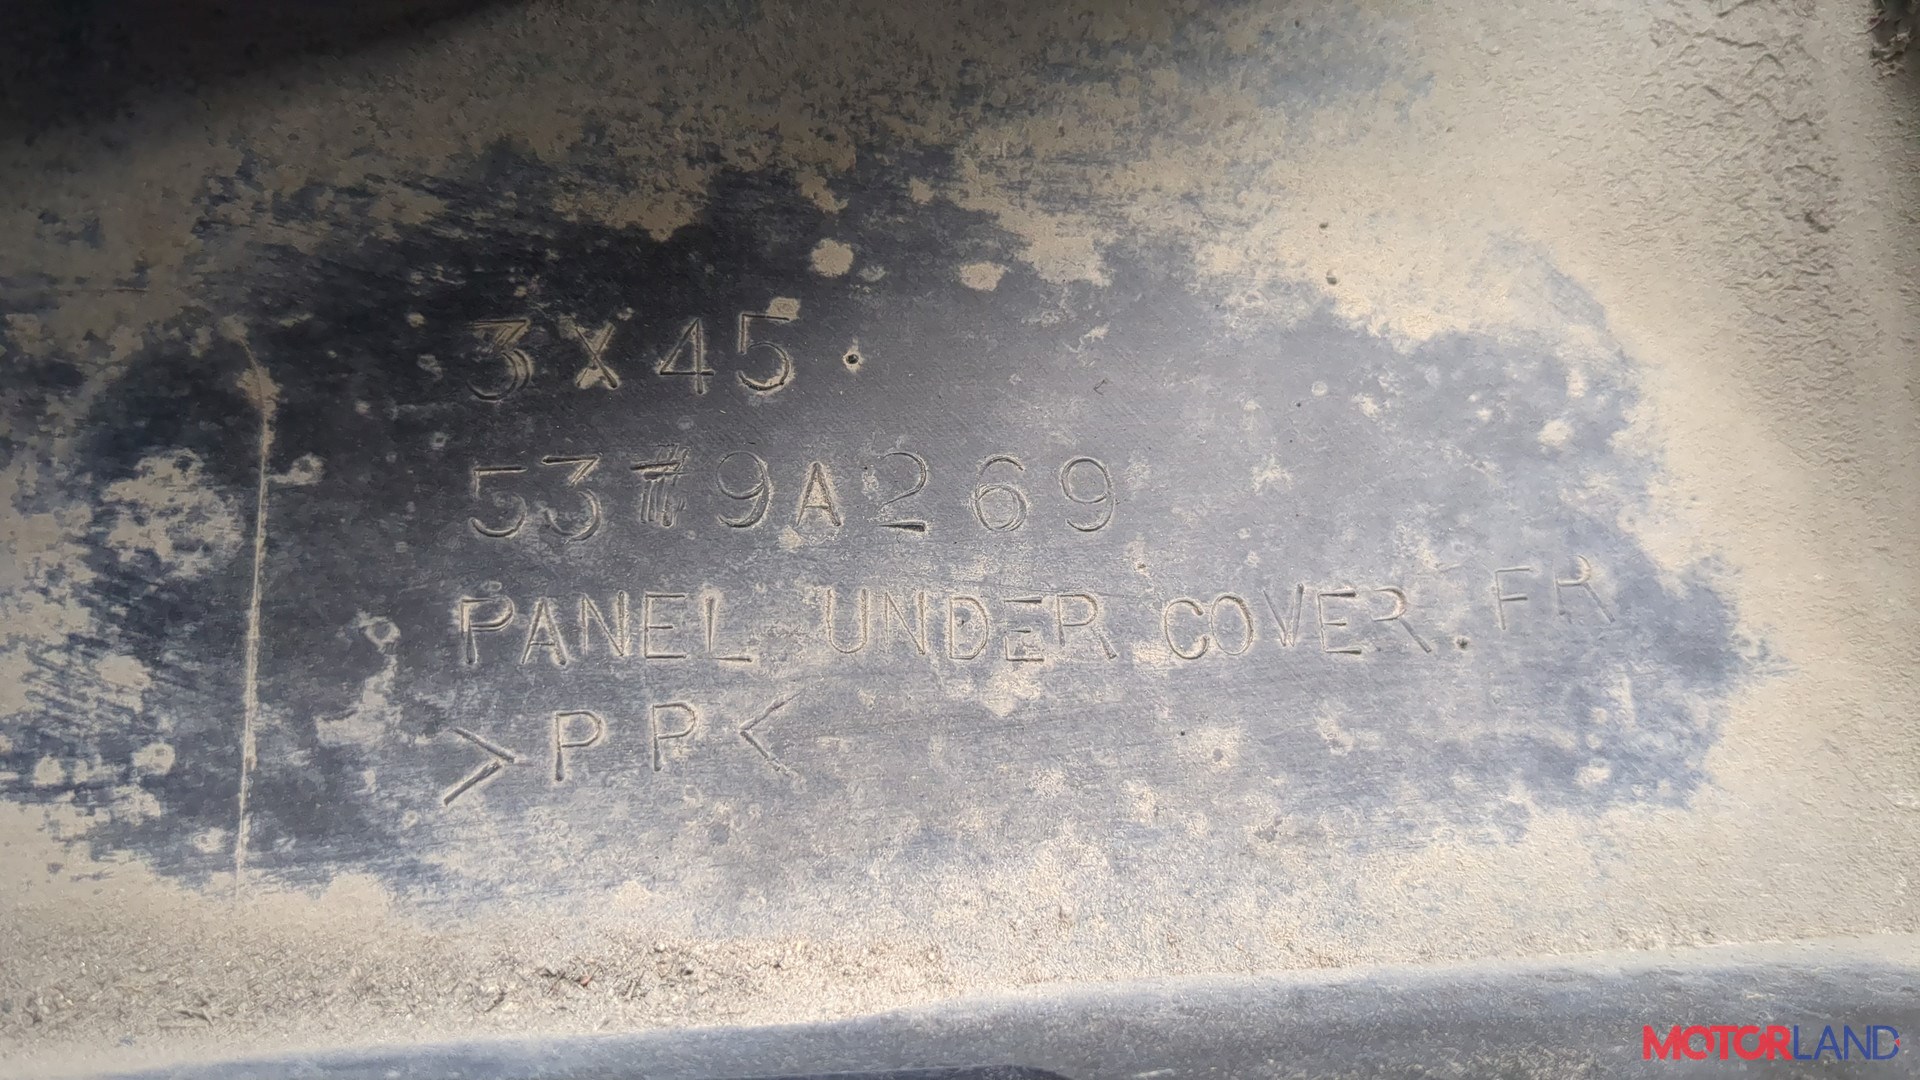 3X45
53#9A269
PANEL UNDER COVER. FR
>PP<
MOTORLAND